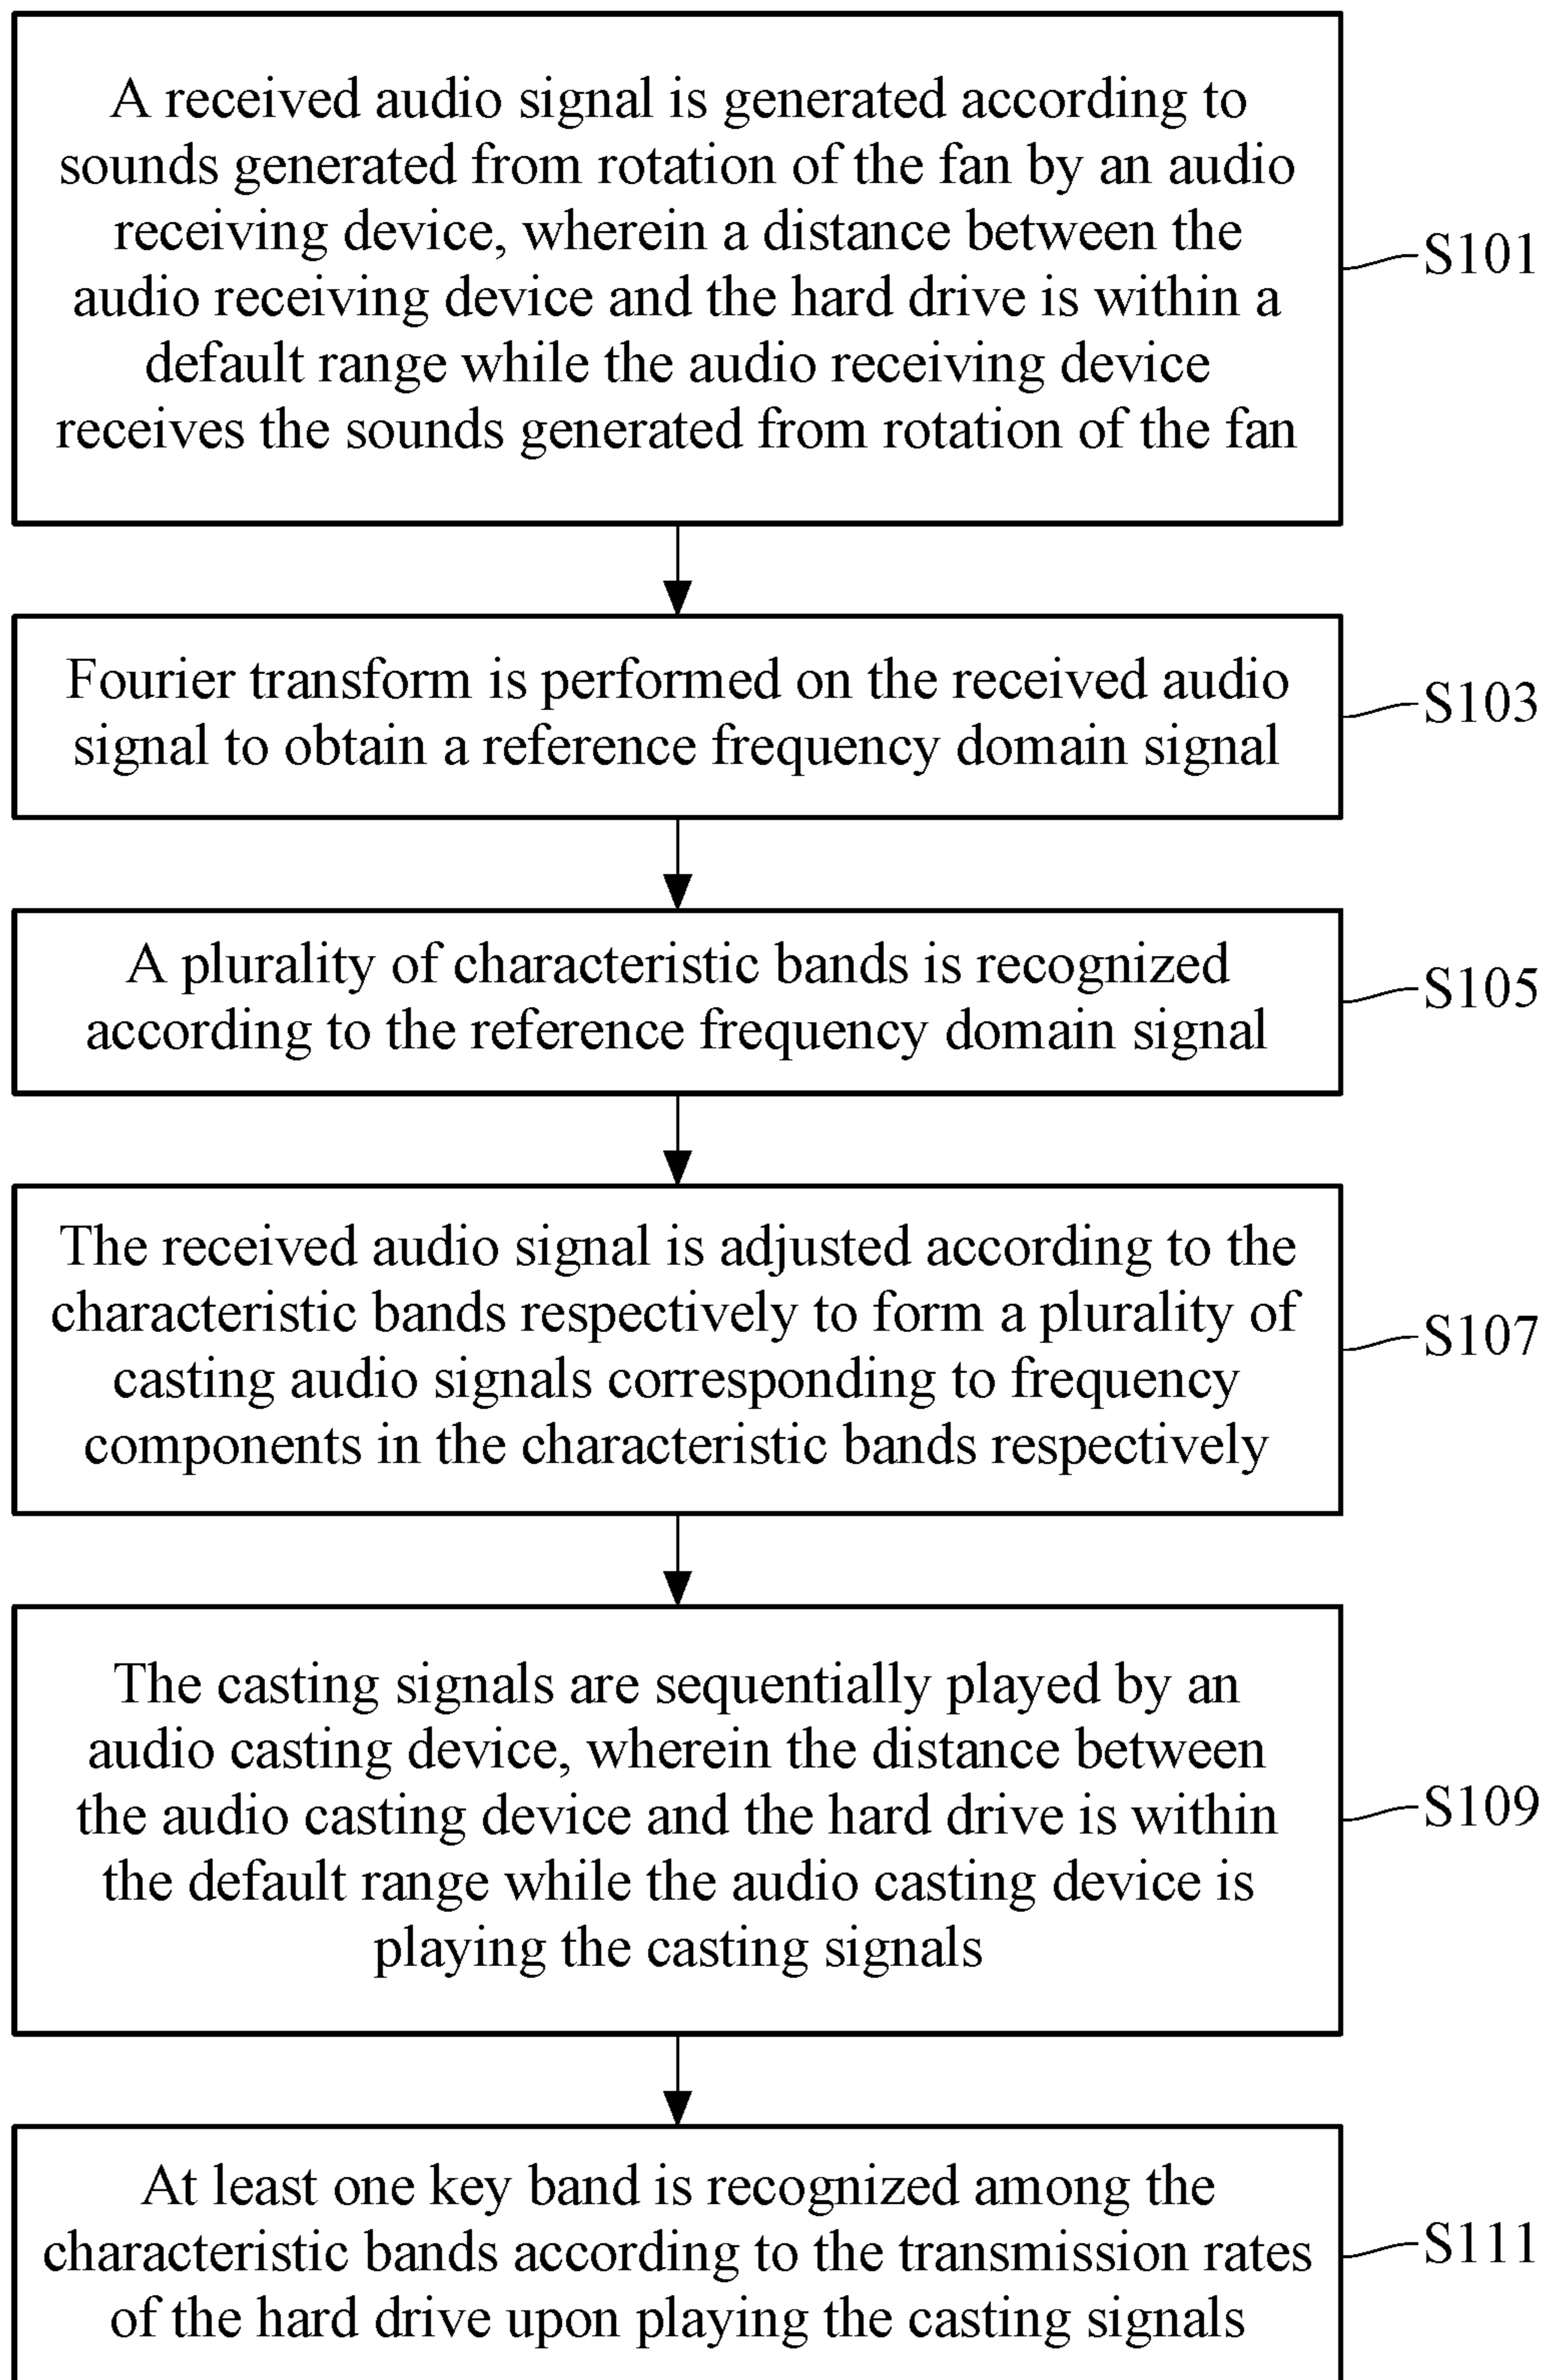 A received audio signal is generated according to
sounds generated from rotation of the fan by an audio
receiving device, wherein a distance between the
audio receiving device and the hard drive is within a
default range while the audio receiving device
receives the sounds generated from rotation of the fan
S101
Fourier transform is performed on the received audio
signal to obtain a reference frequency domain signal
S103
A plurality of characteristic bands is recognized
according to the reference frequency domain signal
S105
The received audio signal is adjusted according to the
characteristic bands respectively to form a plurality of
casting audio signals corresponding to frequency
components in the characteristic bands respectively
S107
The casting signals are sequentially played by an
audio casting device, wherein the distance between
the audio casting device and the hard drive is within
the default range while the audio casting device is
playing the casting signals
S109
At least one key band is recognized among the
characteristic bands according to the transmission rates
of the hard drive upon playing the casting signals
S111